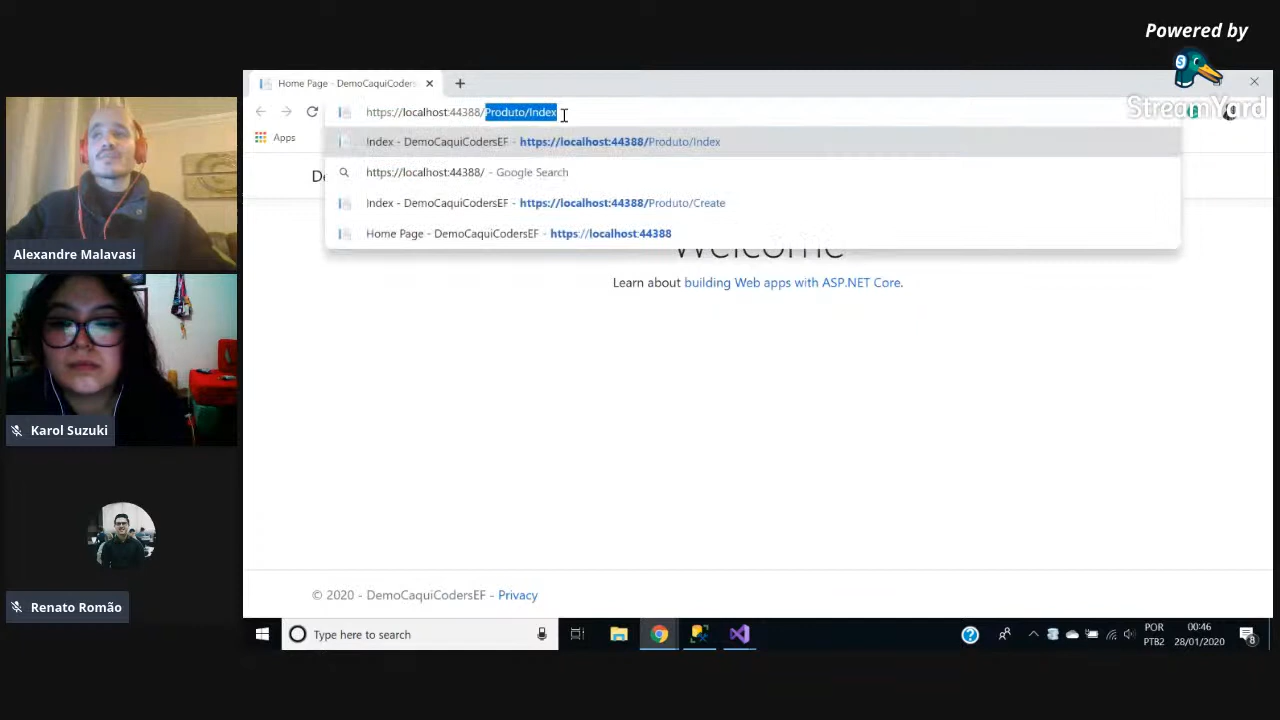 Powered by
StreamYard
Home Page - DemoCaquiCoders
https://localhost:44388/Produto/Index
Apps
Index - DemoCaquiCodersEF - https://localhost:44388/Produto/Index
https://localhost:44388/ - Google Search
Index - DemoCaquiCodersEF - https://localhost:44388/Produto/Create
Home Page - DemoCaquiCodersEF - https://localhost:44388
Welcome
Learn about building Web apps with ASP.NET Core.
© 2020 - DemoCaquiCodersEF - Privacy
Alexandre Malavasi
Karol Suzuki
Renato Romão
Type here to search
POR
PTB2
00:46
28/01/2020
8